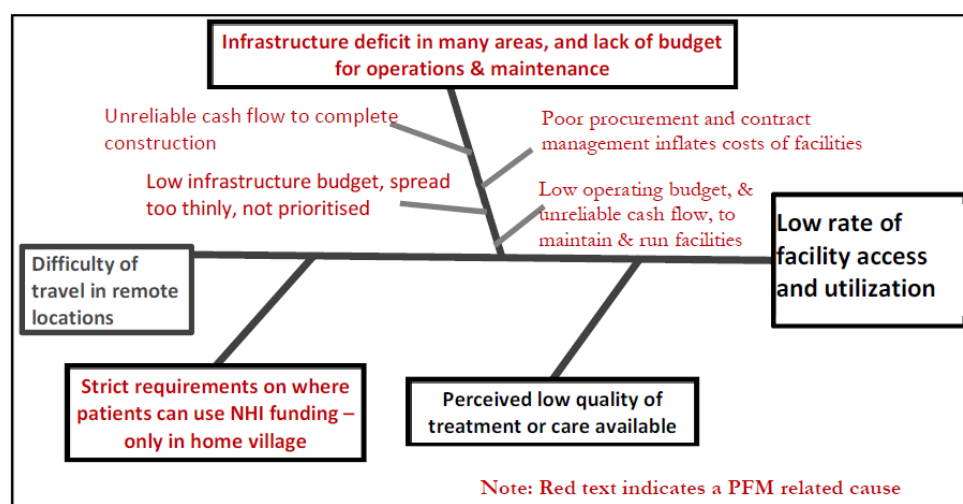 Infrastructure deficit in many areas, and lack of budget
for operations & maintenance
Unreliable cash flow to complete
construction
Poor procurement and contract
management inflates costs of facilities
Low infrastructure budget, spread
too thinly, not prioritised
Low operating budget, &
unreliable cash flow, to
maintain & run facilities
Low rate of
facility access
and utilization
Difficulty of
travel in remote
locations
Strict requirements on where
patients can use NHI funding –
only in home village
Perceived low quality of
treatment or care available
Note: Red text indicates a PFM related cause